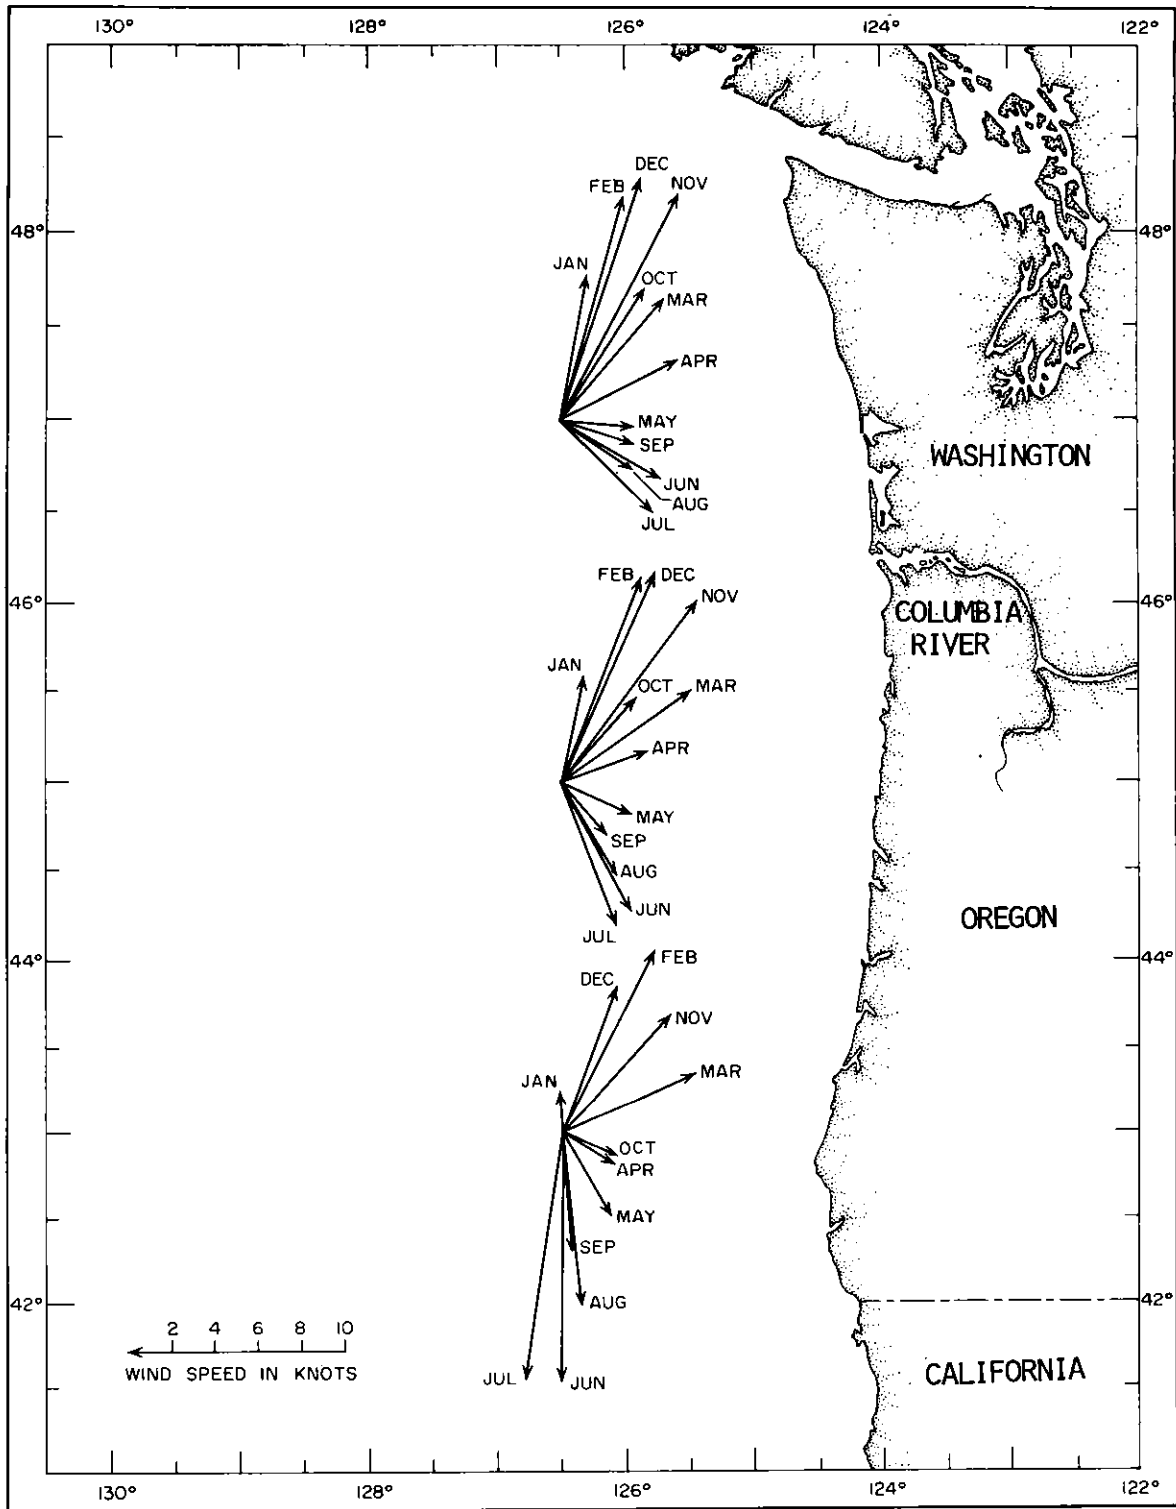 130° 128° 126° 124° 122°
DEC
FEB NOV
48° 48°
JAN
OCT
MAR
APR
MAY
SEP
WASHINGTON
JUN
AUG
JUL
FEB DEC
46° 46°
NOV
COLUMBIA
RIVER
JAN
OCT MAR
APR
MAY
SEP
AUG
JUN
OREGON
JUL
44° 44°
FEB
DEC
NOV
MAR
JAN
OCT
APR
MAY
SEP
42° 42°
AUG
2 4 6 8 10
WIND SPEED IN KNOTS
JUL JUN
CALIFORNIA
130° 128° 126° 124° 122°